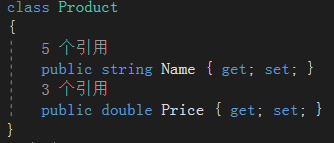 class Product
{
5 个引用
public string Name { get; set; }
3 个引用
public double Price { get; set; }
}